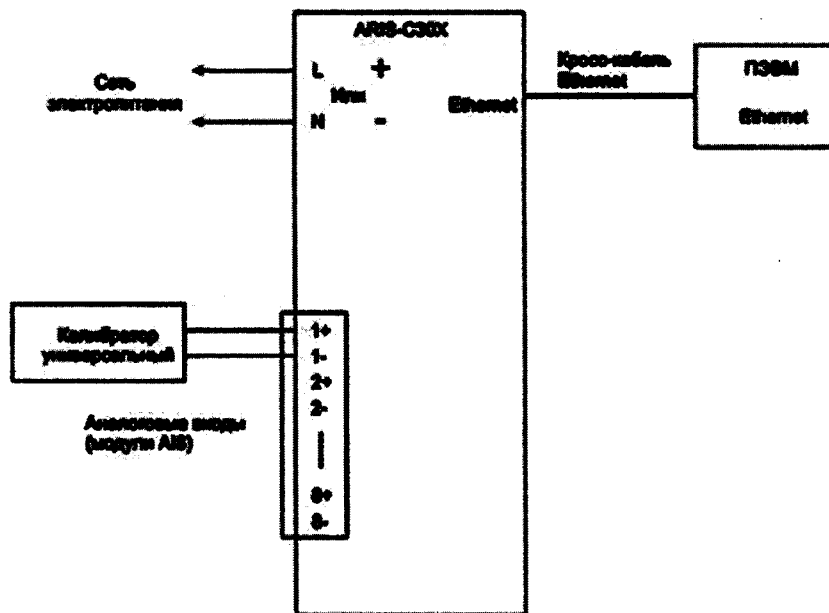 ARIS-C30X
Сеть
электропитания
L +
Или
N -
Ethernet
Кросс-кабель
Ethernet
ПЭВМ
Ethernet
Калибратор
универсальный
1+
1-
2+
2-
8+
8-
Аналоговые входы
(модули AIS)